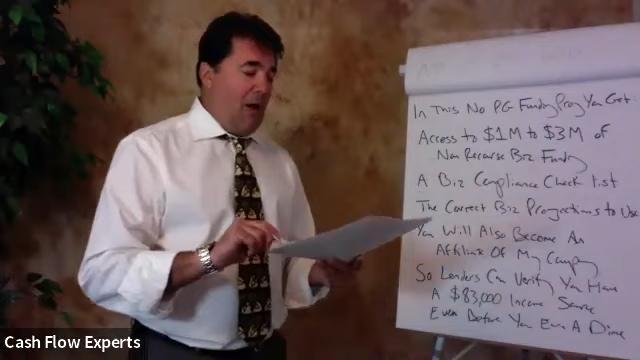 In This No PG Funding Prog You Get
Access to $1M to $3M of
Non Recourse Biz Funding
A Biz Compliance Check list
The Correct Biz Projections to Use
You Will Also Become An
Affiliate Of My Company
So Lenders Can Verify You Have
A $83,000 Income Source
Even Before You Earn A Dime
Cash Flow Experts